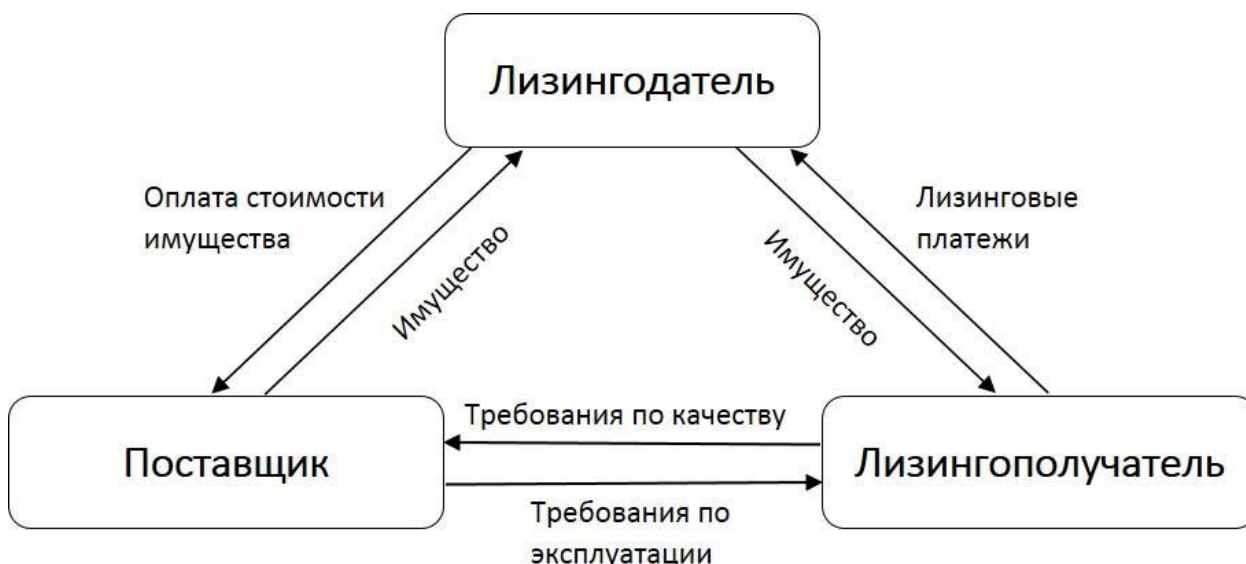 Лизингодатель
Оплата стоимости
имущества
Имущество
Имущество
Лизинговые
платежи
Поставщик
Требования по качеству
Требования по
эксплуатации
Лизингополучатель